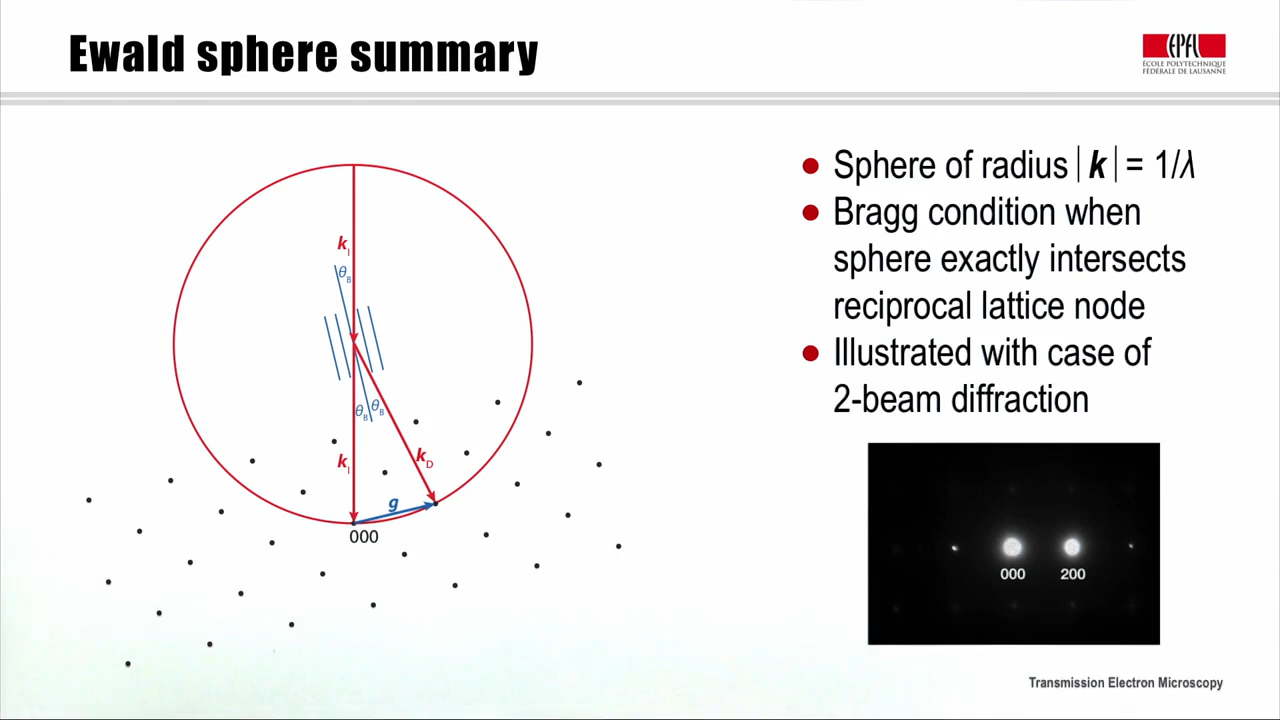 Ewald sphere summary
EPFL
ÉCOLE POLYTECHNIQUE
FÉDÉRALE DE LAUSANNE
kI
θB
θB θB
kI
kD
g
000
● Sphere of radius |k| = 1/λ
● Bragg condition when
sphere exactly intersects
reciprocal lattice node
● Illustrated with case of
2-beam diffraction
000 200
Transmission Electron Microscopy